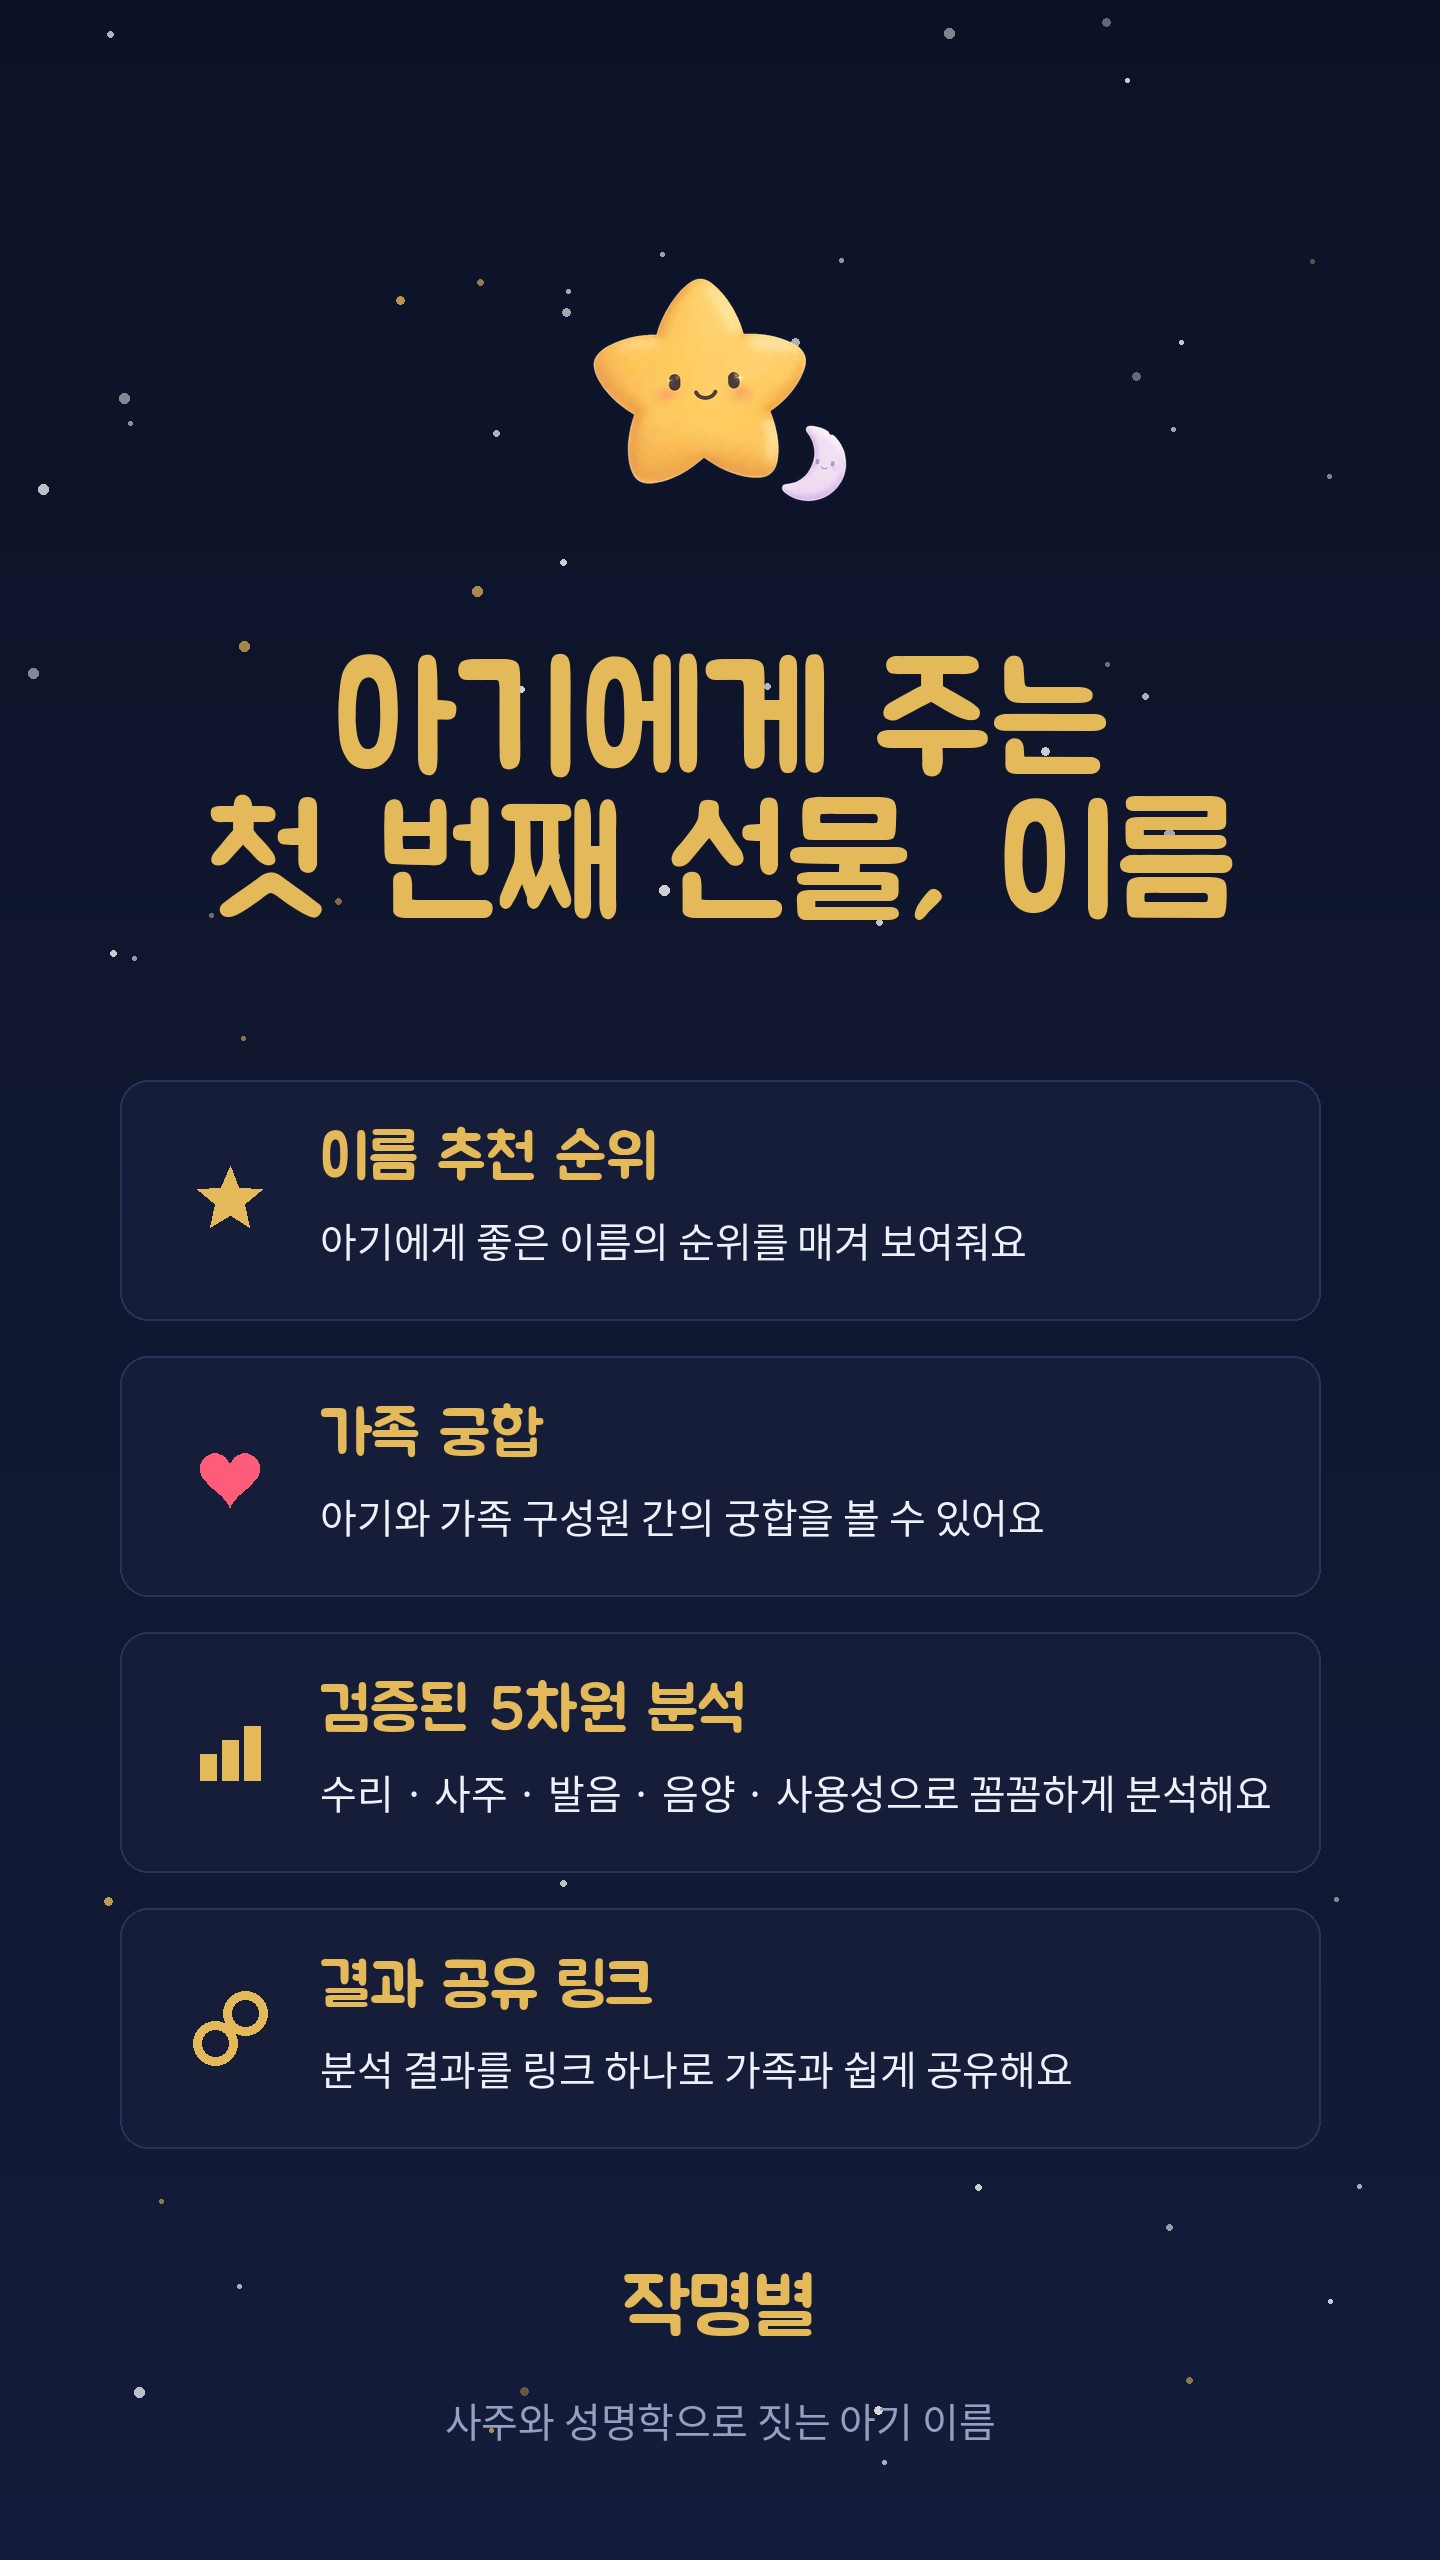 아기에게 주는
첫 번째 선물, 이름
이름 추천 순위
아기에게 좋은 이름의 순위를 매겨 보여줘요
가족 궁합
아기와 가족 구성원 간의 궁합을 볼 수 있어요
검증된 5차원 분석
수리 · 사주 · 발음 · 음양 · 사용성으로 꼼꼼하게 분석해요
결과 공유 링크
분석 결과를 링크 하나로 가족과 쉽게 공유해요
작명별
사주와 성명학으로 짓는 아기 이름